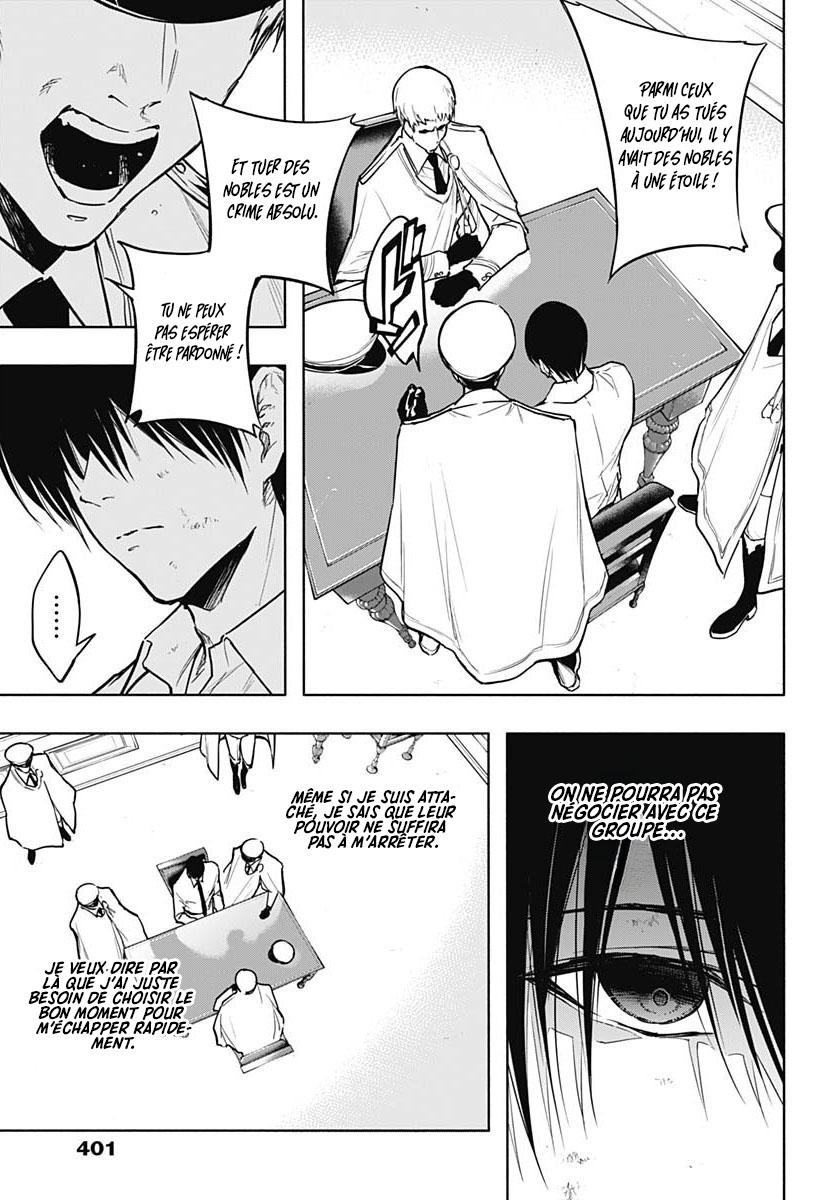 PARMI CEUX
QUE TU AS TUÉS
AUJOURD'HUI, IL Y
AVAIT DES NOBLES
À UNE ÉTOILE !
ET TUER DES
NOBLES EST UN
CRIME ABSOLU.
TU NE PEUX
PAS ESPÉRER
ÊTRE PARDONNÉ !
......
ON NE POURRA PAS
NÉGOCIER AVEC CE
GROUPE...
MÊME SI JE SUIS ATTA-
CHÉ, JE SAIS QUE LEUR
POUVOIR NE SUFFIRA
PAS À M'ARRÊTER.
JE VEUX DIRE PAR
LÀ QUE J'AI JUSTE
BESOIN DE CHOISIR LE
BON MOMENT POUR
M'ÉCHAPPER RAPIDE-
MENT.
401